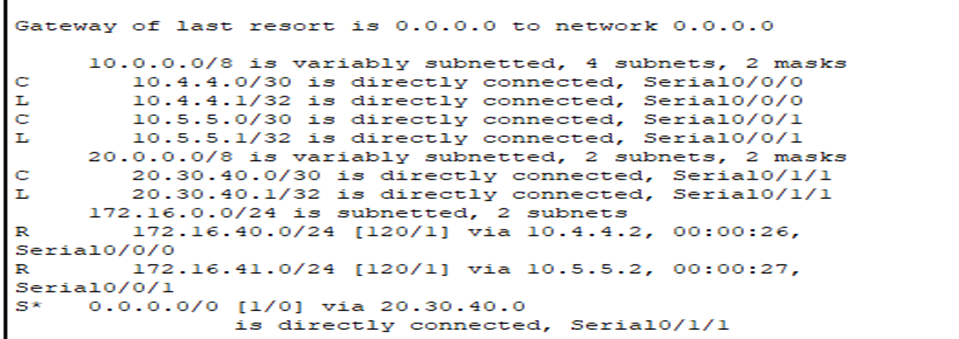 Gateway of last resort is 0.0.0.0 to network 0.0.0.0
10.0.0.0/8 is variably subnetted, 4 subnets, 2 masks
C 10.4.4.0/30 is directly connected, Serial0/0/0
L 10.4.4.1/32 is directly connected, Serial0/0/0
C 10.5.5.0/30 is directly connected, Serial0/0/1
L 10.5.5.1/32 is directly connected, Serial0/0/1
20.0.0.0/8 is variably subnetted, 2 subnets, 2 masks
C 20.30.40.0/30 is directly connected, Serial0/1/1
L 20.30.40.1/32 is directly connected, Serial0/1/1
172.16.0.0/24 is subnetted, 2 subnets
R 172.16.40.0/24 [120/1] via 10.4.4.2, 00:00:26,
Serial0/0/0
R 172.16.41.0/24 [120/1] via 10.5.5.2, 00:00:27,
Serial0/0/1
S* 0.0.0.0/0 [1/0] via 20.30.40.0
is directly connected, Serial0/1/1